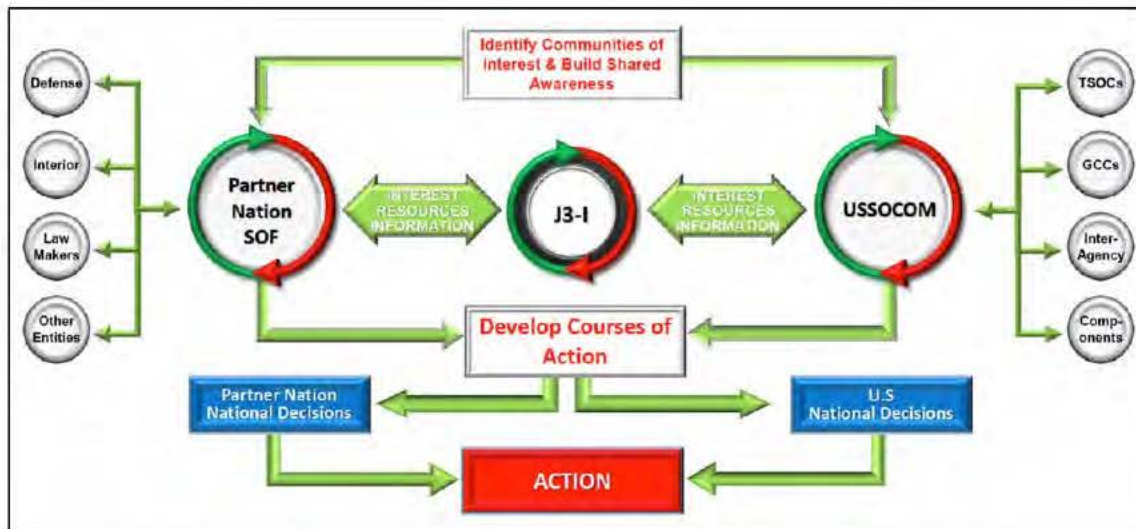 Identify Communities of
Interest & Build Shared
Awareness
Defense
Interior
Law
Makers
Other
Entities
Partner
Nation
SOF
INTEREST
RESOURCES
INFORMATION
J3-I
INTEREST
RESOURCES
INFORMATION
USSOCOM
TSOCs
GCCs
Inter-
Agency
Comp-
onents
Develop Courses of
Action
Partner Nation
National Decisions
U.S
National Decisions
ACTION